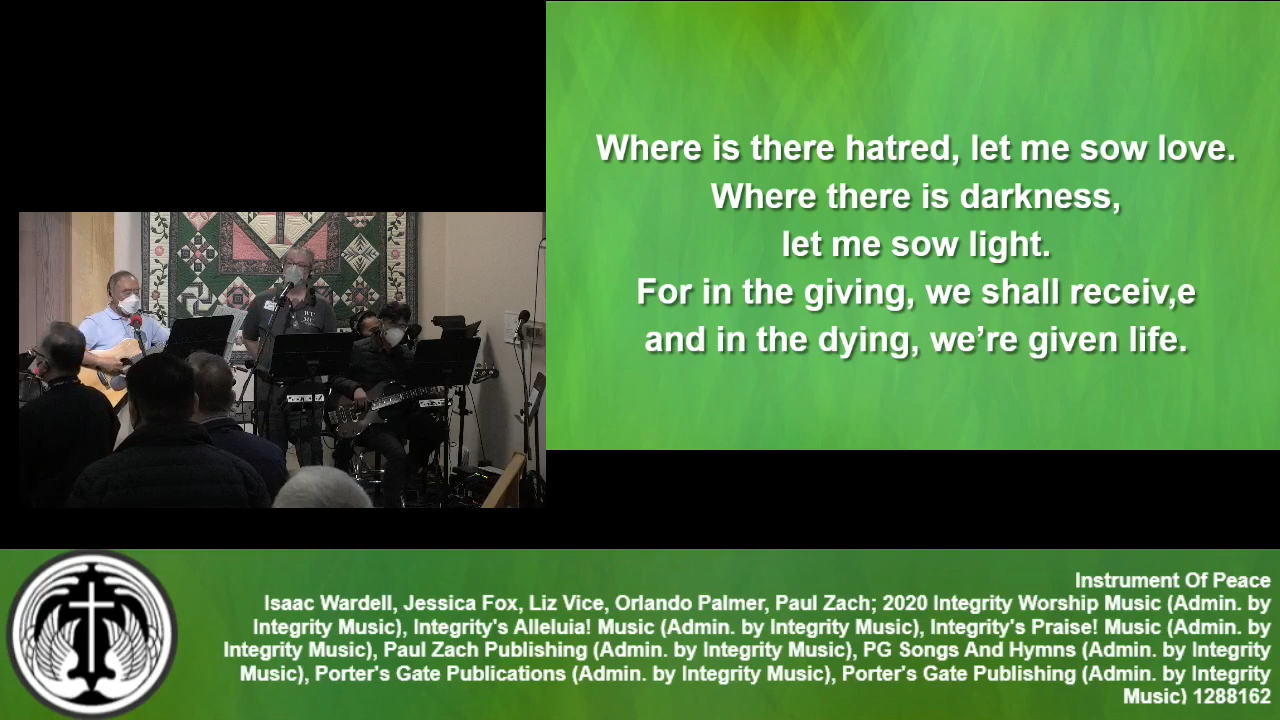 Where is there hatred, let me sow love.
Where there is darkness,
let me sow light.
For in the giving, we shall receiv,e
and in the dying, we’re given life.
WU
MU
Instrument Of Peace
Isaac Wardell, Jessica Fox, Liz Vice, Orlando Palmer, Paul Zach; 2020 Integrity Worship Music (Admin. by
Integrity Music), Integrity's Alleluia! Music (Admin. by Integrity Music), Integrity's Praise! Music (Admin. by
Integrity Music), Paul Zach Publishing (Admin. by Integrity Music), PG Songs And Hymns (Admin. by Integrity
Music), Porter's Gate Publications (Admin. by Integrity Music), Porter's Gate Publishing (Admin. by Integrity
Music) 1288162